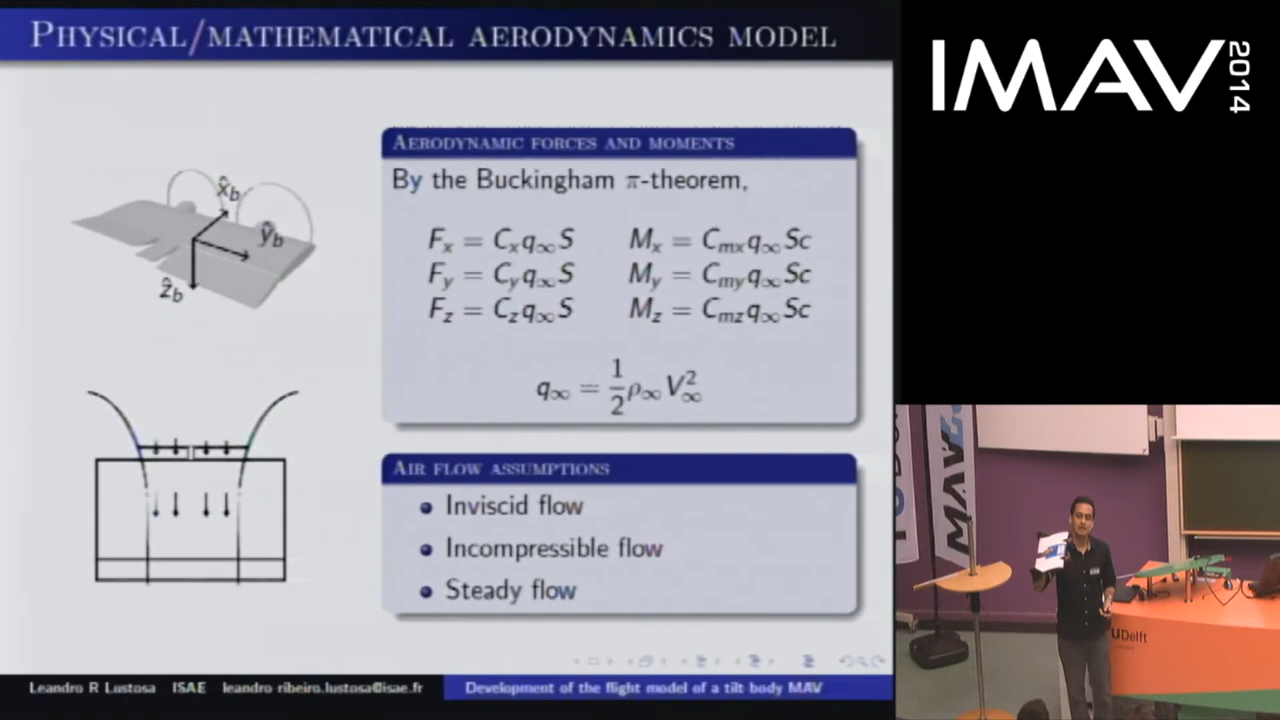 PHYSICAL/MATHEMATICAL AERODYNAMICS MODEL
IMAV 2014
x̂b
ŷb
ẑb
AERODYNAMIC FORCES AND MOMENTS
By the Buckingham π-theorem,
Fx = Cxq∞S Mx = Cmxq∞Sc
Fy = Cyq∞S My = Cmyq∞Sc
Fz = Czq∞S Mz = Cmzq∞Sc
q∞ = 1/2 ρ∞V∞²
AIR FLOW ASSUMPTIONS
Inviscid flow
Incompressible flow
Steady flow
Leandro R Lustosa ISAE leandro ribeiro.lustosa@isae.fr
Development of the flight model of a tilt body MAV
UDelft